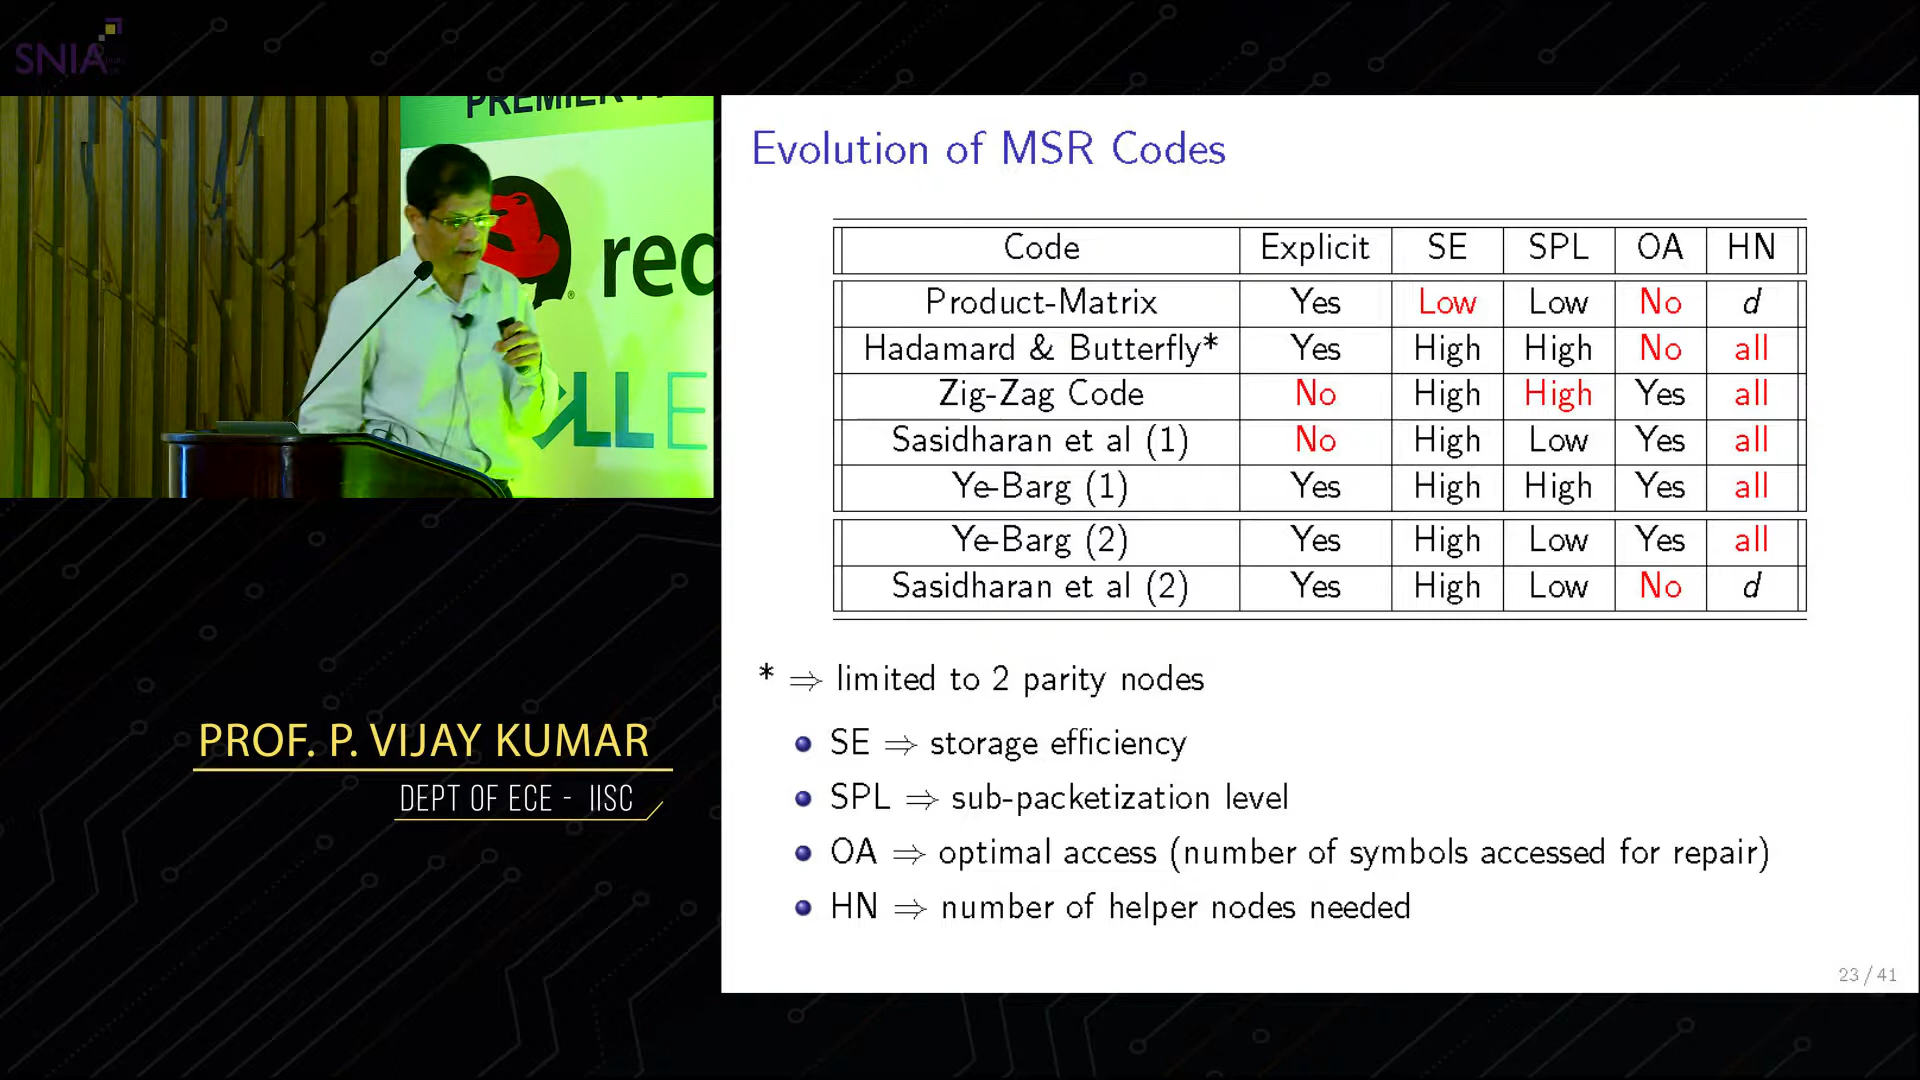 SNIA
PREMIER
red
LLE
PROF. P. VIJAY KUMAR
DEPT OF ECE - IISC
Evolution of MSR Codes
Code Explicit SE SPL OA HN
Product-Matrix Yes Low Low No d
Hadamard & Butterfly* Yes High High No all
Zig-Zag Code No High High Yes all
Sasidharan et al (1) No High Low Yes all
Ye-Barg (1) Yes High High Yes all
Ye-Barg (2) Yes High Low Yes all
Sasidharan et al (2) Yes High Low No d
* ⇒ limited to 2 parity nodes
• SE ⇒ storage efficiency
• SPL ⇒ sub-packetization level
• OA ⇒ optimal access (number of symbols accessed for repair)
• HN ⇒ number of helper nodes needed
23 / 41